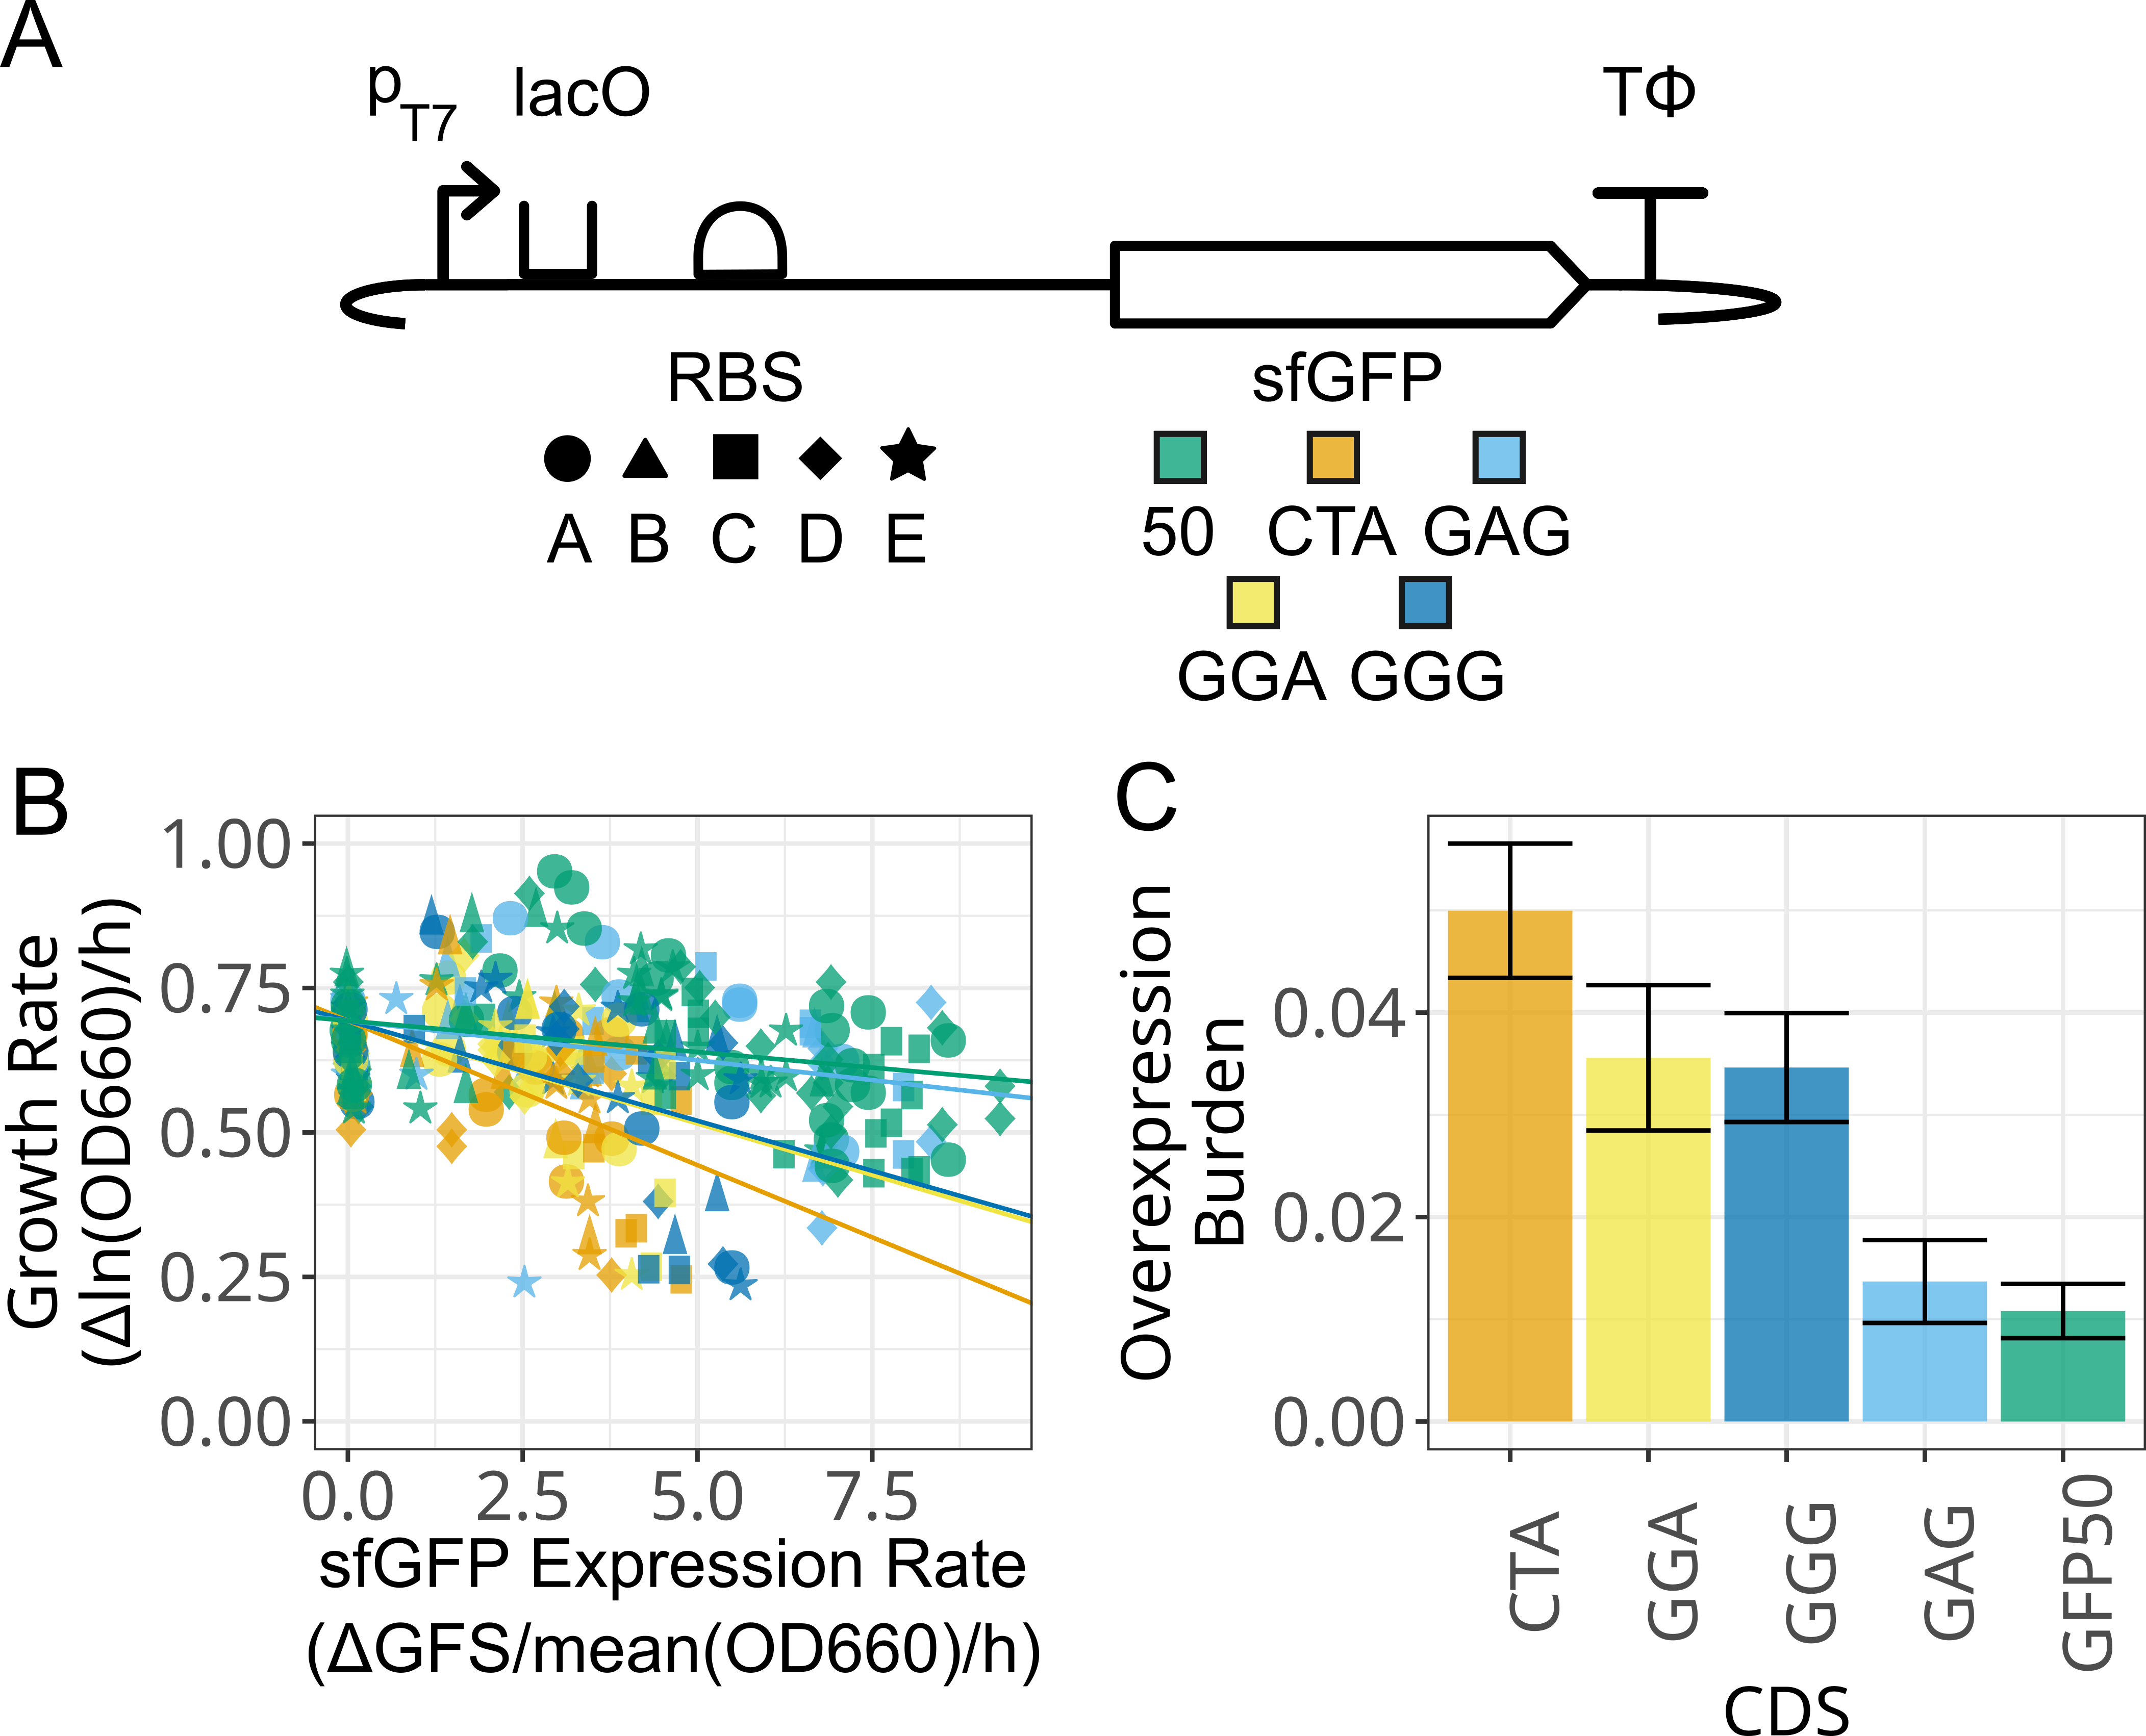 A
pT7 lacO TΦ
RBS sfGFP
A B C D E
50 CTA GAG
GGA GGG
B
Growth Rate
(Δln(OD660)/h)
1.00
0.75
0.50
0.25
0.00
0.0 2.5 5.0 7.5
sfGFP Expression Rate
(ΔGFS/mean(OD660)/h)
C
Overexpression
Burden
0.04
0.02
0.00
CTA
GGA
GGG
GAG
GFP50
CDS